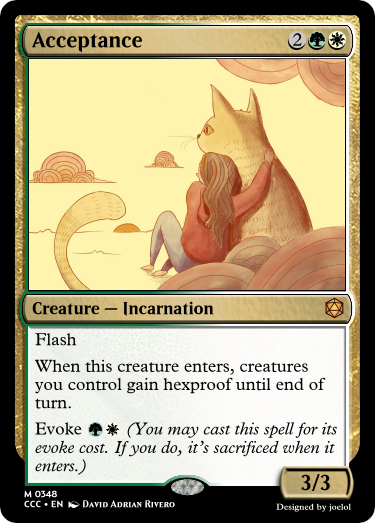 Acceptance 2
Creature — Incarnation
Flash
When this creature enters, creatures
you control gain hexproof until end of
turn.
Evoke (You may cast this spell for its
evoke cost. If you do, it's sacrificed when it
enters.)
3/3
M 0348
CCC • EN DAVID ADRIAN RIVERO
Designed by joelol